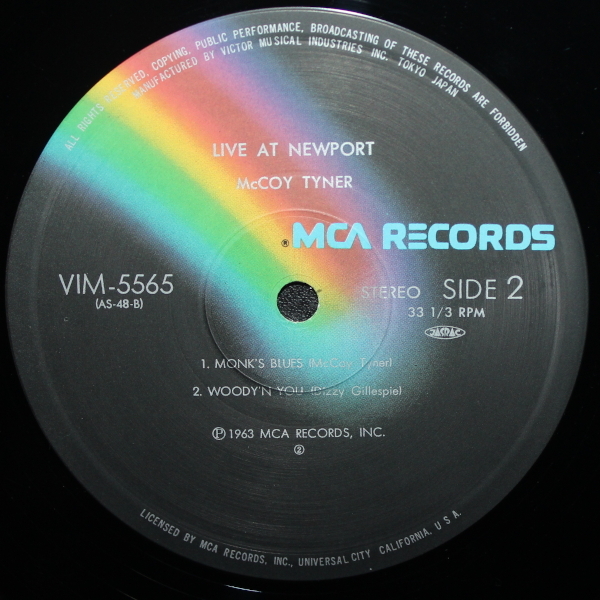 ALL RIGHTS RESERVED. COPYING, PUBLIC PERFORMANCE, BROADCASTING OF THESE RECORDS ARE FORBIDDEN
MANUFACTURED BY VICTOR MUSICAL INDUSTRIES INC. TOKYO JAPAN
LIVE AT NEWPORT
McCOY TYNER
® MCA RECORDS
VIM-5565
(AS-48-B)
STEREO SIDE 2
33 1/3 RPM
JASRAC
1. MONK'S BLUES (McCoy Tyner)
2. WOODY'N YOU (Dizzy Gillespie)
Ⓟ 1963 MCA RECORDS, INC.
②
LICENSED BY MCA RECORDS, INC., UNIVERSAL CITY CALIFORNIA, U.S.A.